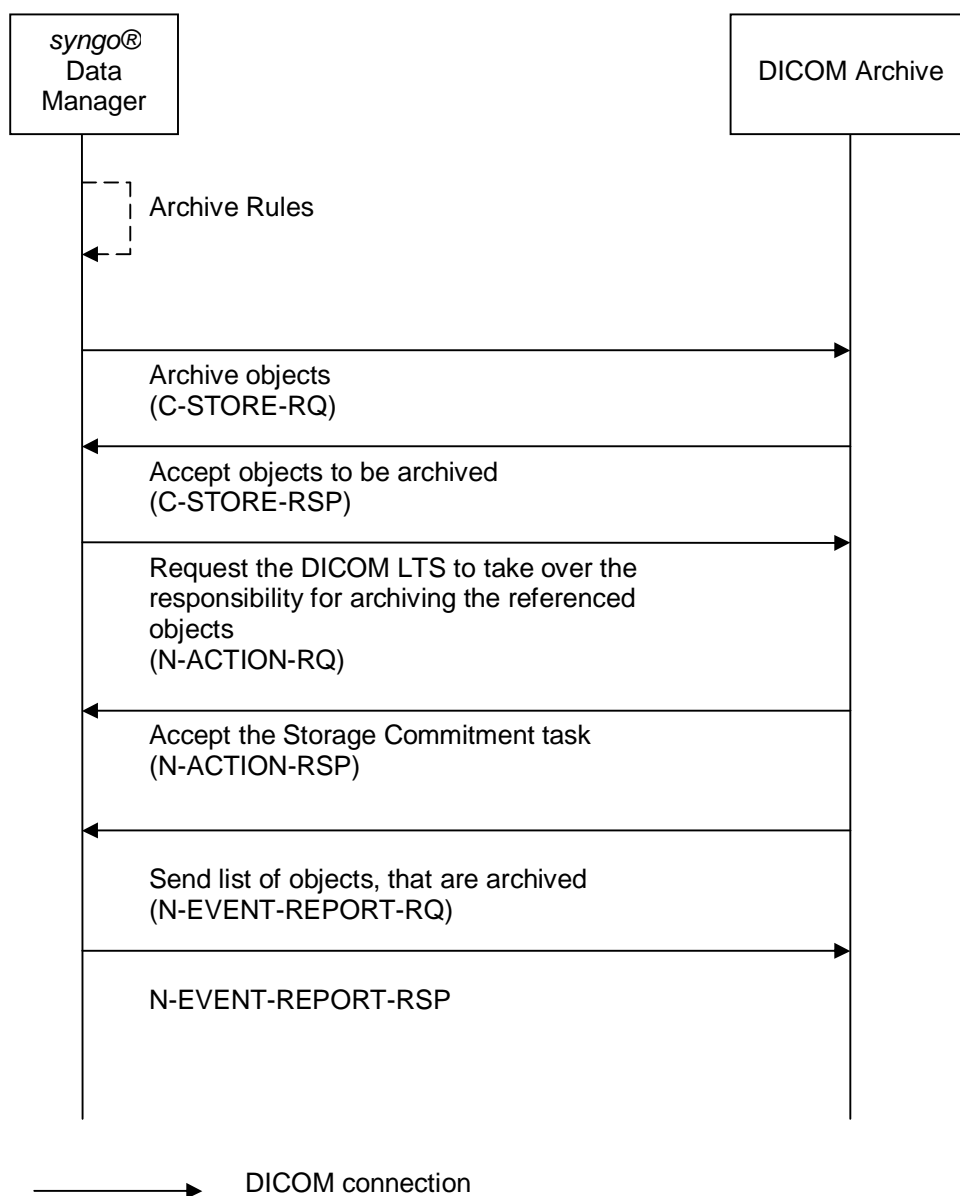 syngo®
Data
Manager
DICOM Archive
Archive Rules
Archive objects
(C-STORE-RQ)
Accept objects to be archived
(C-STORE-RSP)
Request the DICOM LTS to take over the
responsibility for archiving the referenced
objects
(N-ACTION-RQ)
Accept the Storage Commitment task
(N-ACTION-RSP)
Send list of objects, that are archived
(N-EVENT-REPORT-RQ)
N-EVENT-REPORT-RSP
DICOM connection